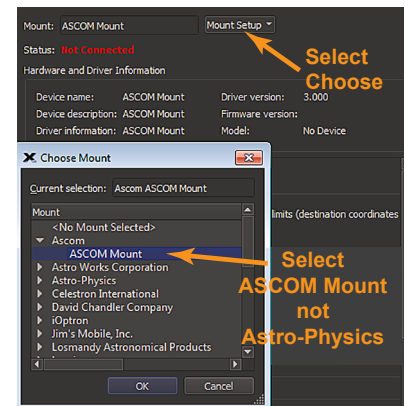 Mount: ASCOM Mount Mount Setup
Status: Not Connected
Select
Choose
Hardware and Driver Information
Device name: ASCOM Mount Driver version: 3.000
Device description: ASCOM Mount Firmware version:
Driver information: ASCOM Mount Model: No Device
Choose Mount
Current selection: Ascom ASCOM Mount
Mount
limits (destination coordinates
<No Mount Selected>
Ascom
ASCOM Mount
Astro Works Corporation
Astro-Physics
Celestron International
David Chandler Company
iOptron
Jim's Mobile, Inc.
Losmandy Astronomical Products
Select
ASCOM Mount
not
Astro-Physics
OK Cancel